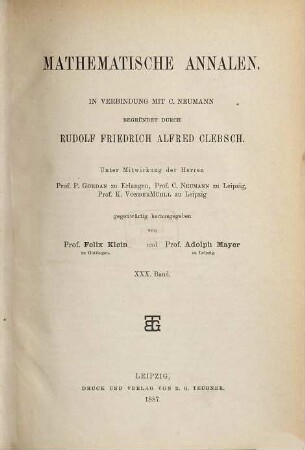 MATHEMATISCHE ANNALEN.
IN VERBINDUNG MIT C. NEUMANN
BEGRÜNDET DURCH
RUDOLF FRIEDRICH ALFRED CLEBSCH.
Unter Mitwirkung der Herren
Prof. P. GORDAN zu Erlangen, Prof. C. NEUMANN zu Leipzig,
Prof. K. VONDERMÜHLL zu Leipzig
gegenwärtig herausgegeben
von
Prof. Felix Klein und Prof. Adolph Mayer
zu Göttingen. zu Leipzig.
XXX. Band.
LEIPZIG,
DRUCK UND VERLAG VON B. G. TEUBNER.
1887.